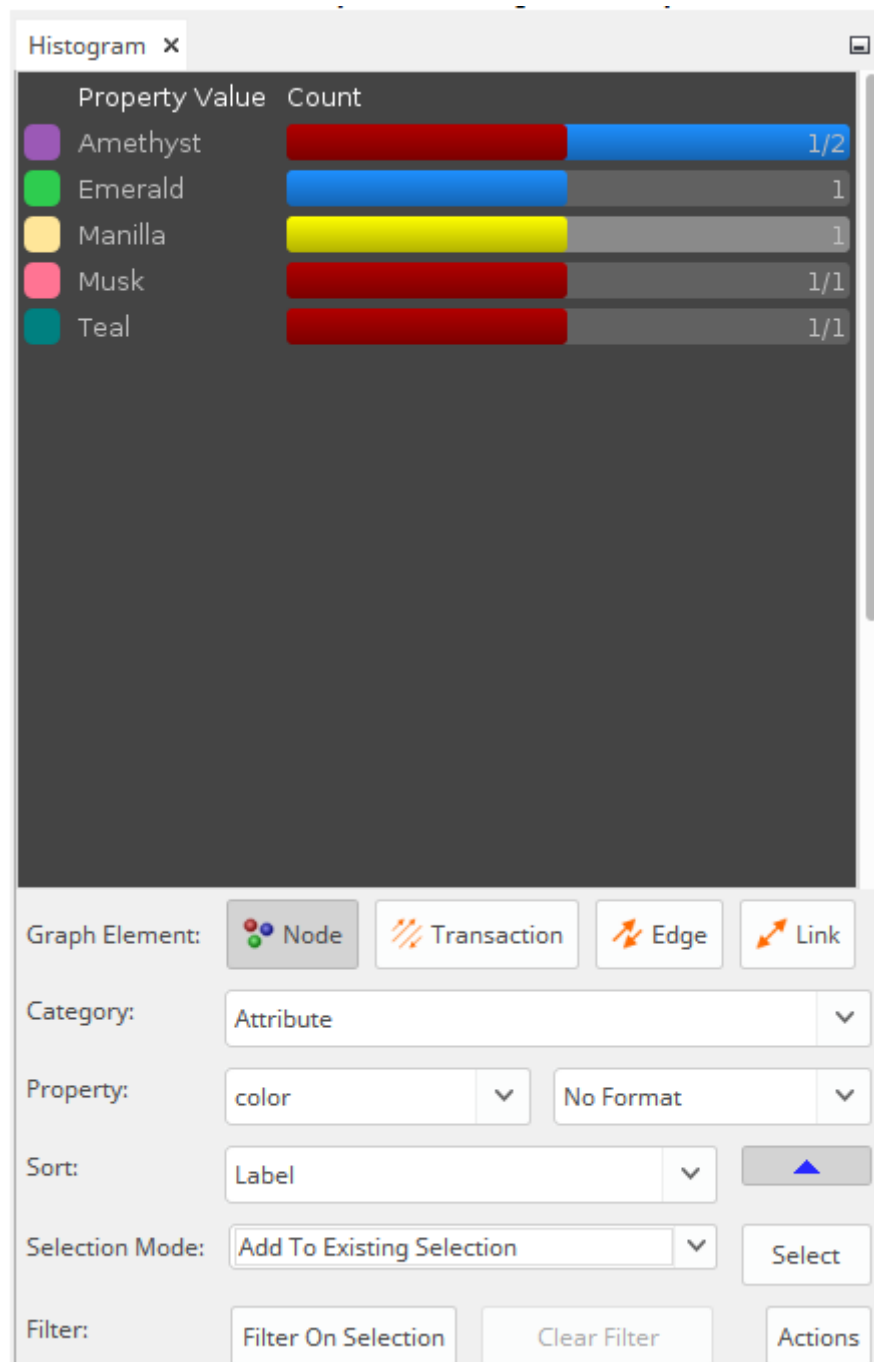 Histogram
Property Value Count
Amethyst 1/2
Emerald 1
Manilla 1
Musk 1/1
Teal 1/1
Graph Element: Node Transaction Edge Link
Category: Attribute
Property: color No Format
Sort: Label
Selection Mode: Add To Existing Selection Select
Filter: Filter On Selection Clear Filter Actions